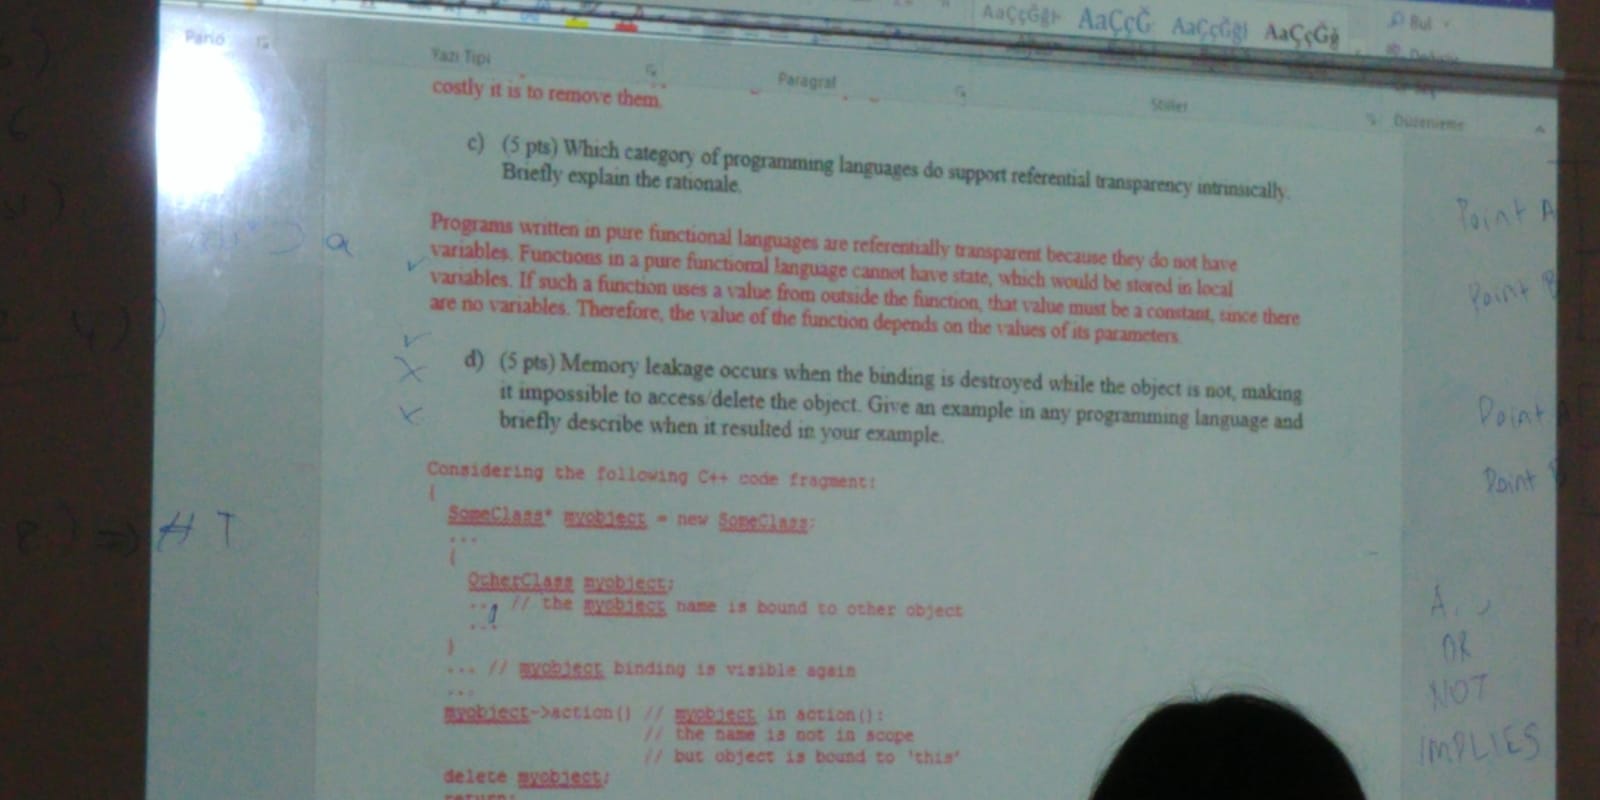 AaÇçĞğH AaÇçĞ AaÇçĞğl AaÇçĞğ
Bul
Pano
Yazı Tipi
Paragraf
Stiller
Düzenleme
costly it is to remove them.
c) (5 pts) Which category of programming languages do support referential transparency intrinsically.
Briefly explain the rationale.
Programs written in pure functional languages are referentially transparent because they do not have
variables. Functions in a pure functional language cannot have state, which would be stored in local
variables. If such a function uses a value from outside the function, that value must be a constant, since there
are no variables. Therefore, the value of the function depends on the values of its parameters.
d) (5 pts) Memory leakage occurs when the binding is destroyed while the object is not, making
it impossible to access/delete the object. Give an example in any programming language and
briefly describe when it resulted in your example.
Considering the following C++ code fragment:
{
SomeClass* myobject = new SomeClass;
...
{
OtherClass myobject;
... // the myobject name is bound to other object
...
}
... // myobject binding is visible again
...
myobject->action() // myobject in action():
// the name is not in scope
// but object is bound to 'this'
delete myobject;
return;
a
H T
Point A
Point B
Point
Point
A
OR
NOT
IMPLIES